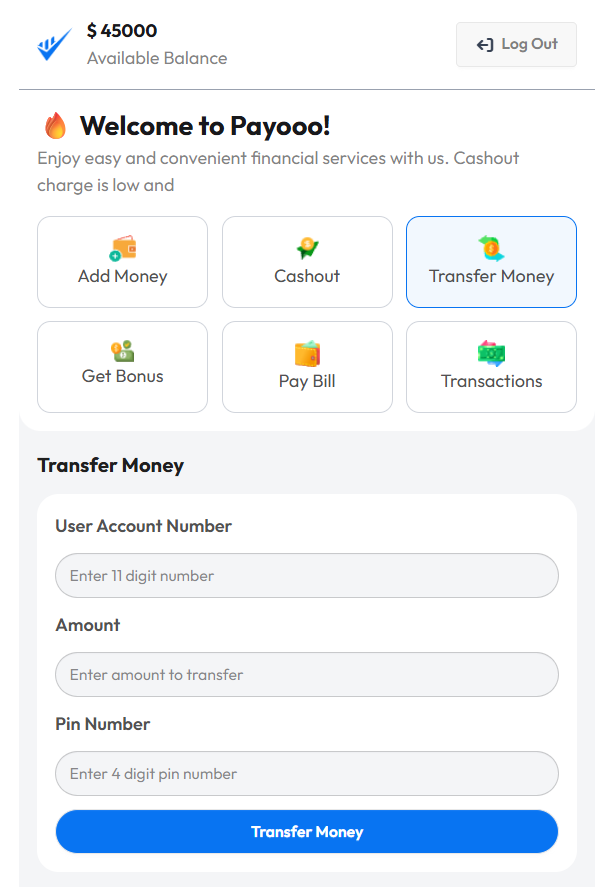 $ 45000
Available Balance
Log Out
Welcome to Payooo!
Enjoy easy and convenient financial services with us. Cashout
charge is low and
Add Money
Cashout
Transfer Money
Get Bonus
Pay Bill
Transactions
Transfer Money
User Account Number
Enter 11 digit number
Amount
Enter amount to transfer
Pin Number
Enter 4 digit pin number
Transfer Money